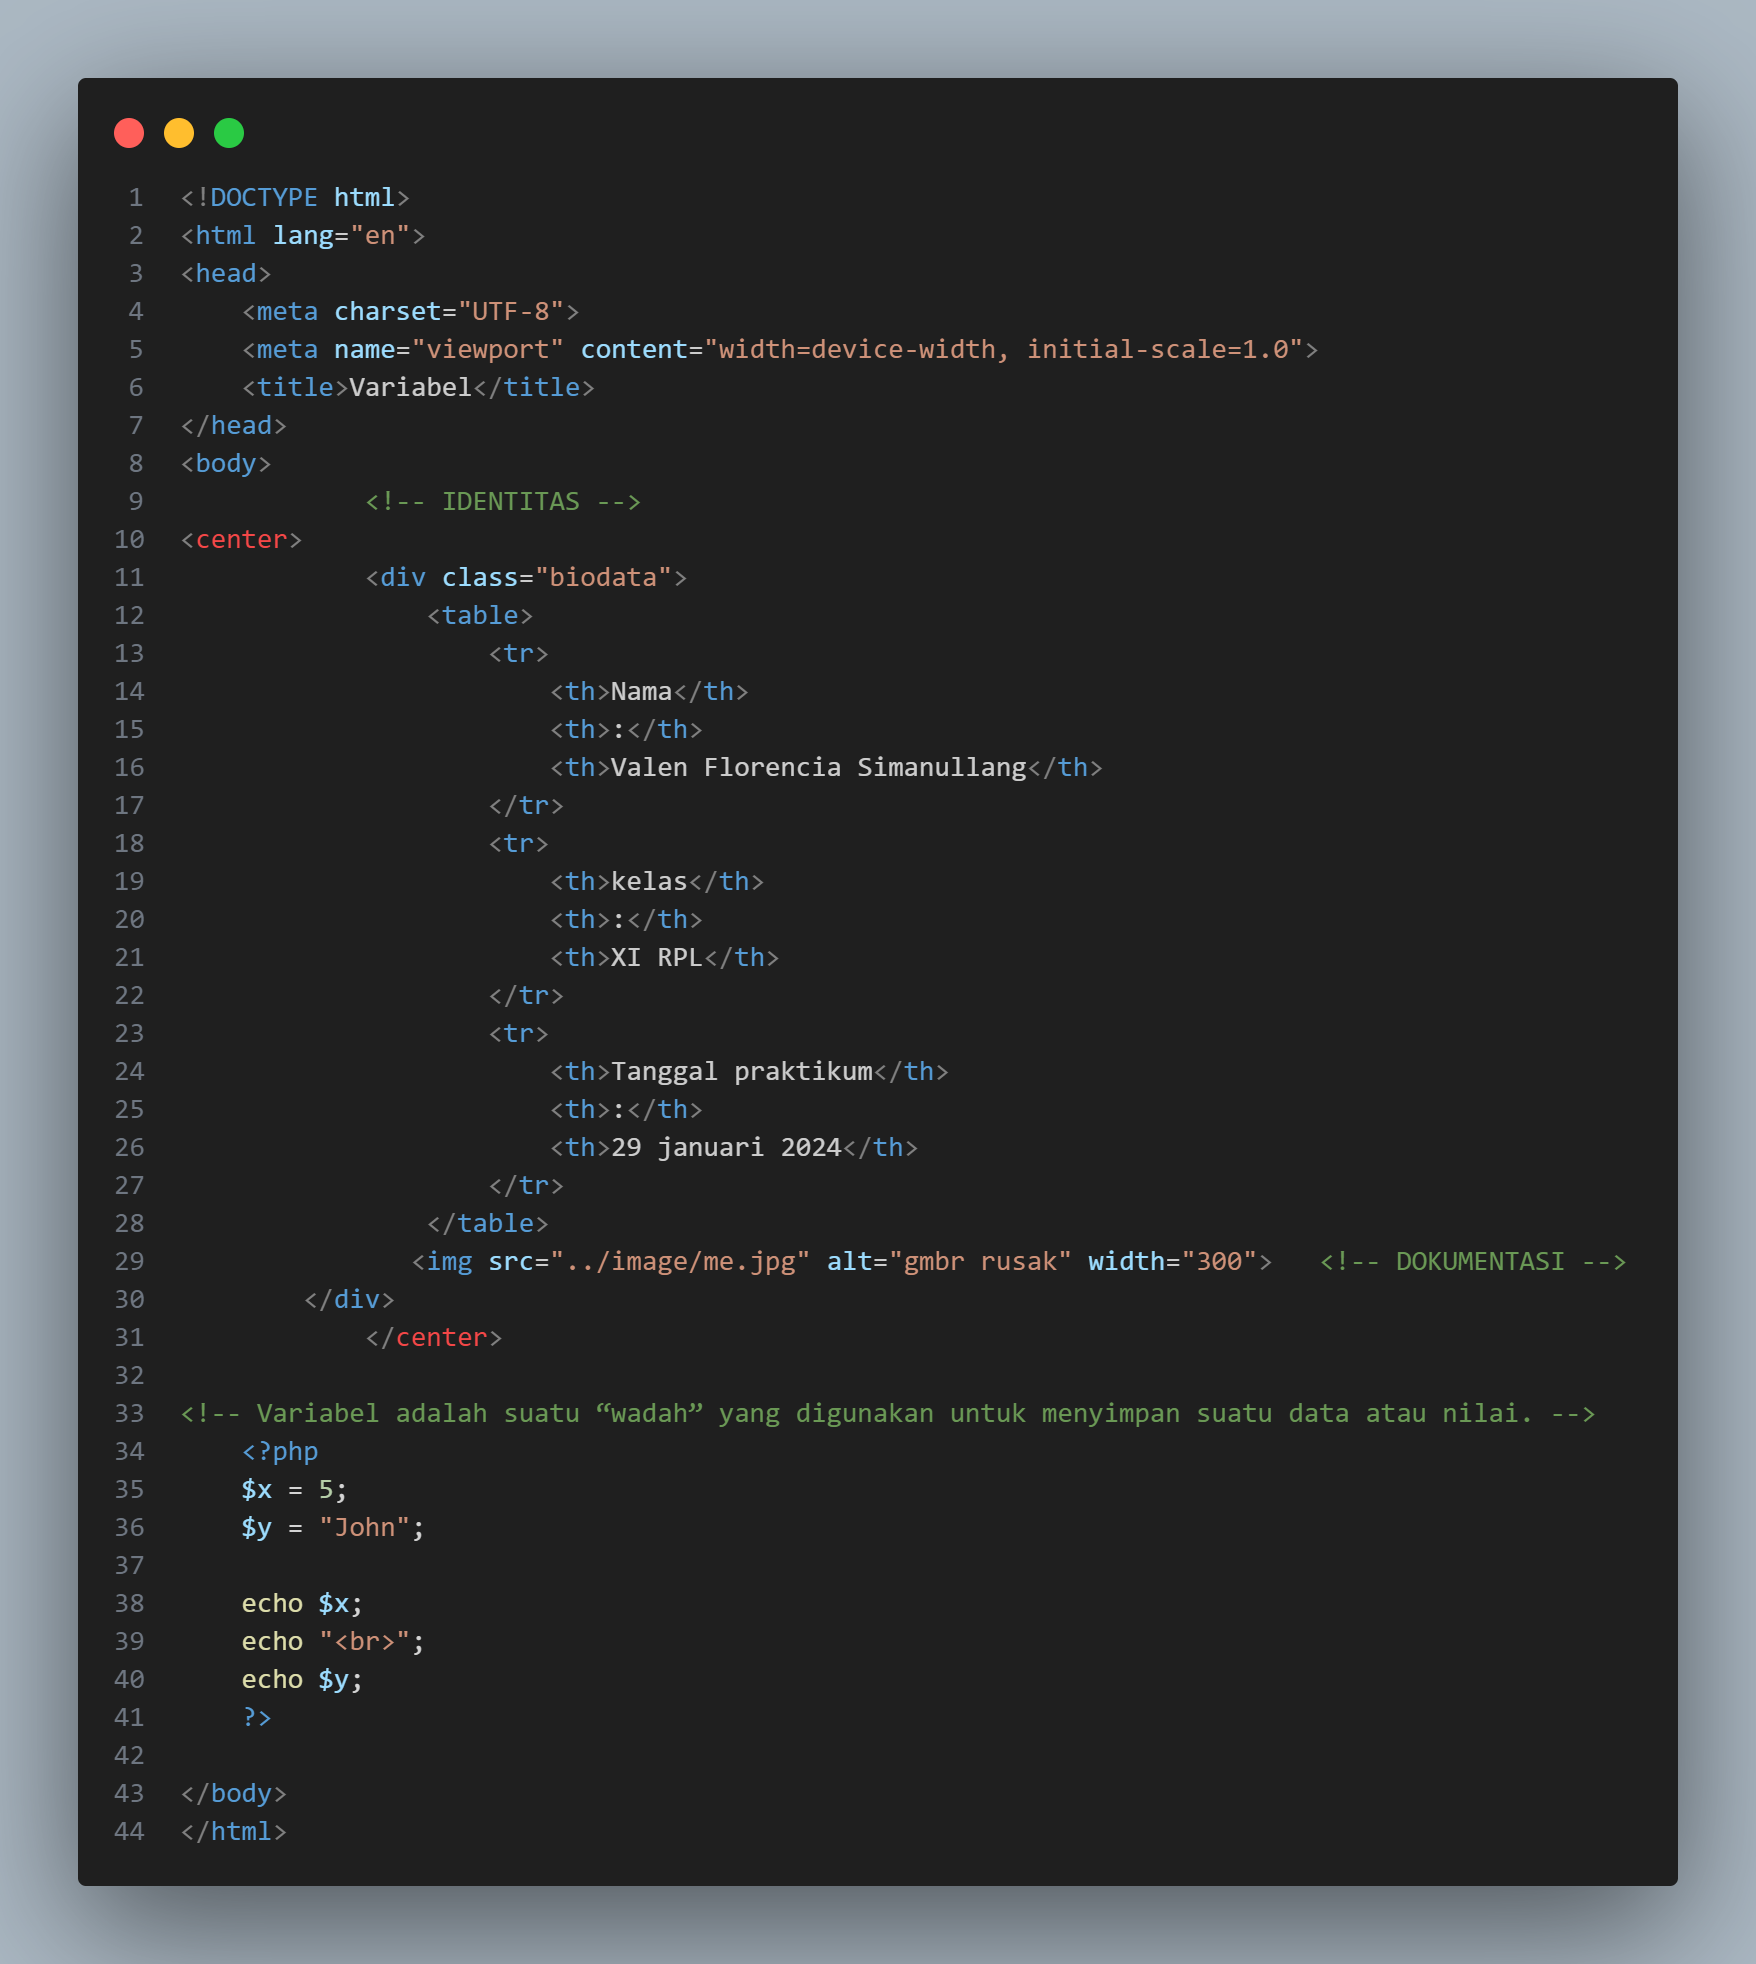 1 <!DOCTYPE html>
2 <html lang="en">
3 <head>
4     <meta charset="UTF-8">
5     <meta name="viewport" content="width=device-width, initial-scale=1.0">
6     <title>Variabel</title>
7 </head>
8 <body>
9             <!-- IDENTITAS -->
10 <center>
11             <div class="biodata">
12                 <table>
13                     <tr>
14                         <th>Nama</th>
15                         <th>:</th>
16                         <th>Valen Florencia Simanullang</th>
17                     </tr>
18                     <tr>
19                         <th>kelas</th>
20                         <th>:</th>
21                         <th>XI RPL</th>
22                     </tr>
23                     <tr>
24                         <th>Tanggal praktikum</th>
25                         <th>:</th>
26                         <th>29 januari 2024</th>
27                     </tr>
28                 </table>
29                <img src="../image/me.jpg" alt="gmbr rusak" width="300">   <!-- DOKUMENTASI -->
30         </div>
31             </center>
32
33 <!-- Variabel adalah suatu “wadah” yang digunakan untuk menyimpan suatu data atau nilai. -->
34     <?php
35     $x = 5;
36     $y = "John";
37
38     echo $x;
39     echo "<br>";
40     echo $y;
41     ?>
42
43 </body>
44 </html>